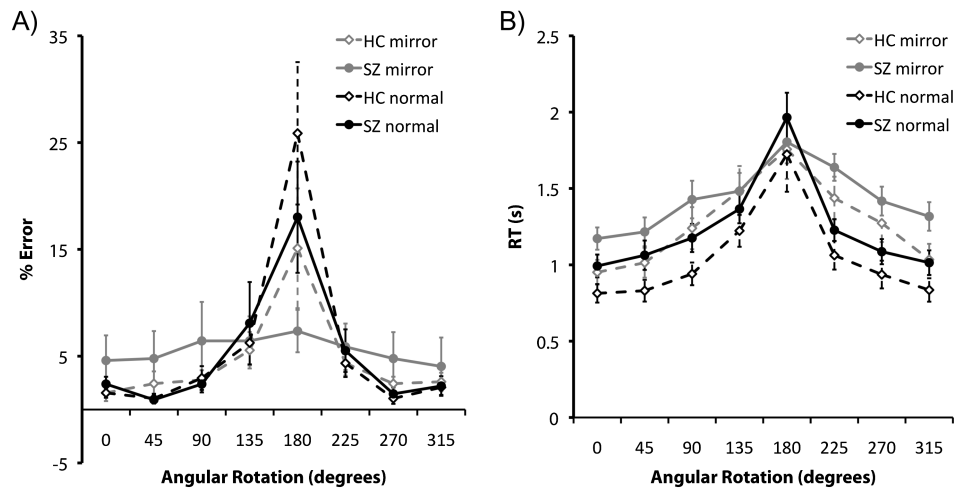 A)
35
25
15
5
-5
% Error
0 45 90 135 180 225 270 315
Angular Rotation (degrees)
HC mirror
SZ mirror
HC normal
SZ normal
B)
2.5
2
1.5
1
0.5
0
RT (s)
0 45 90 135 180 225 270 315
Angular Rotation (degrees)
HC mirror
SZ mirror
HC normal
SZ normal